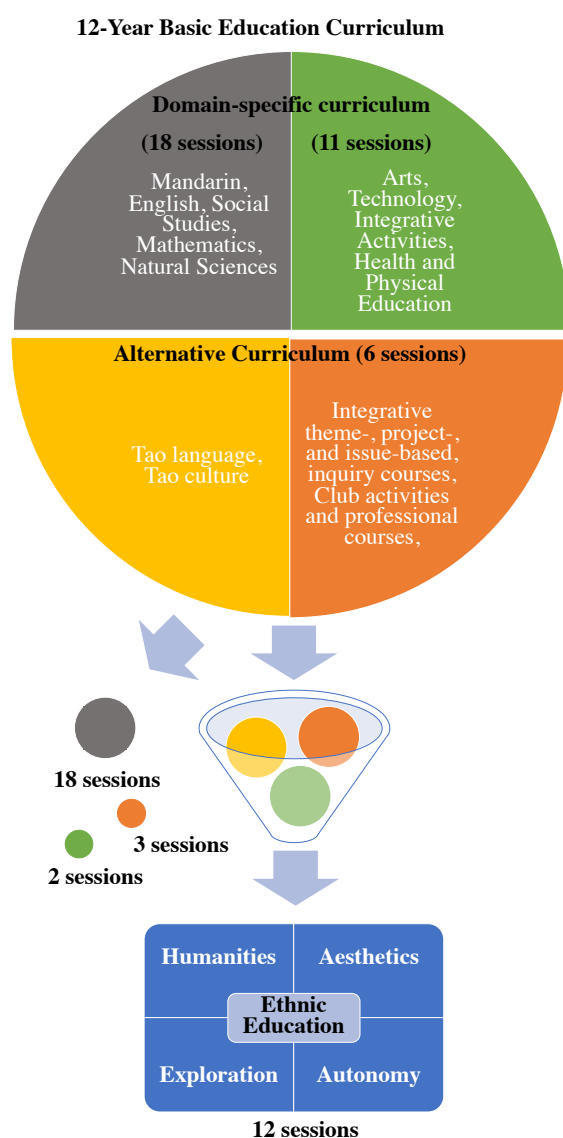 12-Year Basic Education Curriculum
Domain-specific curriculum
(18 sessions)
(11 sessions)
Mandarin,
English, Social
Studies,
Mathematics,
Natural Sciences
Arts,
Technology,
Integrative
Activities,
Health and
Physical
Education
Alternative Curriculum (6 sessions)
Tao language,
Tao culture
Integrative
theme-, project-,
and issue-based,
inquiry courses,
Club activities
and professional
courses,
18 sessions
3 sessions
2 sessions
Humanities
Aesthetics
Ethnic
Education
Exploration
Autonomy
12 sessions